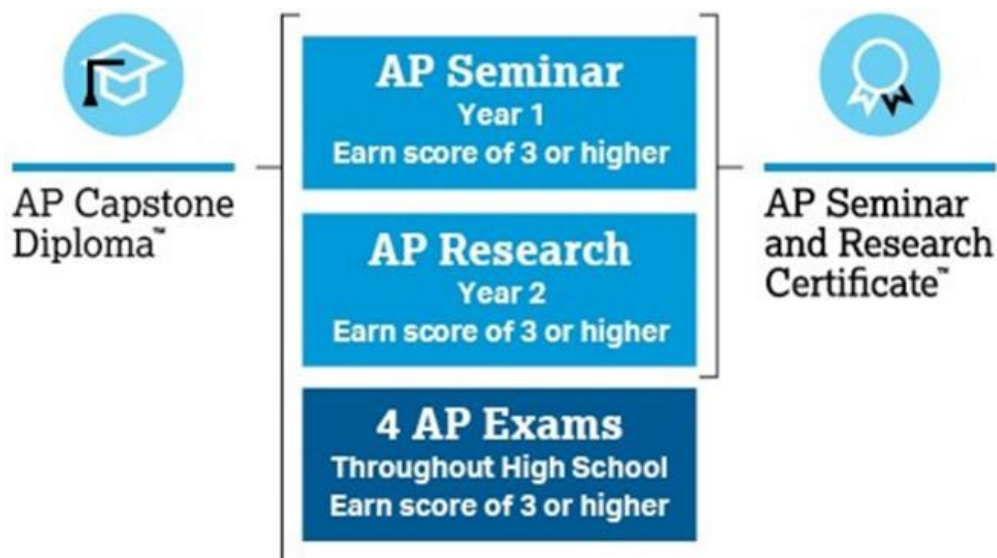 AP Capstone
Diploma™
AP Seminar
Year 1
Earn score of 3 or higher
AP Research
Year 2
Earn score of 3 or higher
4 AP Exams
Throughout High School
Earn score of 3 or higher
AP Seminar
and Research
Certificate™